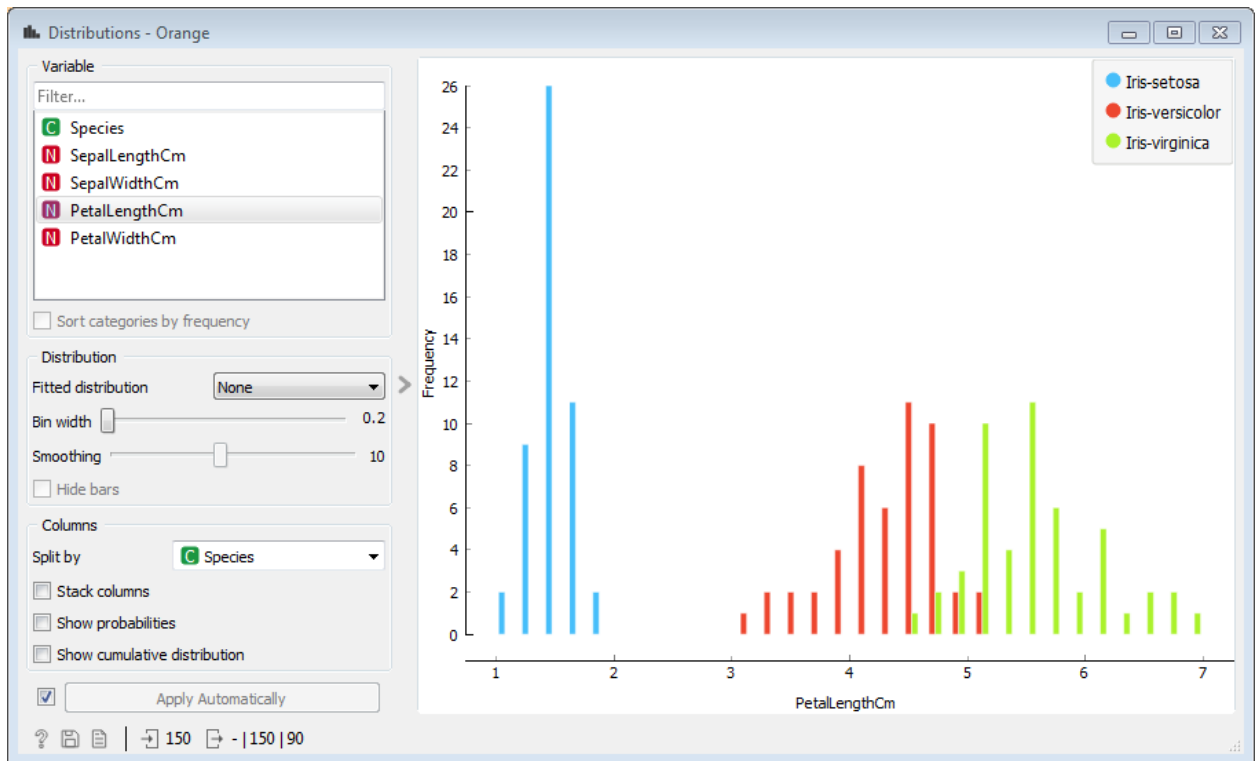 Distributions - Orange
Variable
Filter...
C Species
N SepalLengthCm
N SepalWidthCm
N PetalLengthCm
N PetalWidthCm
Sort categories by frequency
Distribution
Fitted distribution None
Bin width 0.2
Smoothing 10
Hide bars
Columns
Split by C Species
Stack columns
Show probabilities
Show cumulative distribution
Apply Automatically
? 150 - | 150 | 90
Iris-setosa
Iris-versicolor
Iris-virginica
Frequency
26
24
22
20
18
16
14
12
10
8
6
4
2
0
1 2 3 4 5 6 7
PetalLengthCm